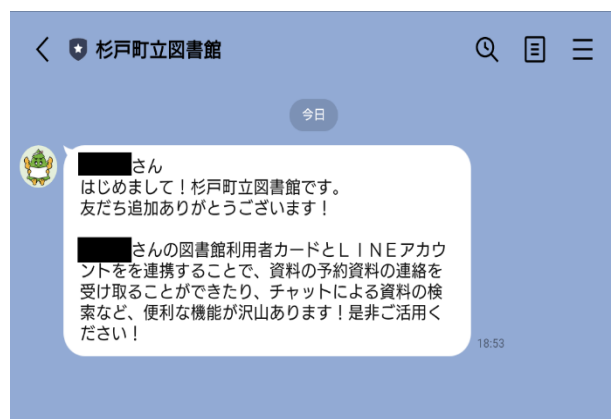 杉戸町立図書館
今日
さん
はじめまして！杉戸町立図書館です。
友だち追加ありがとうございます！
さんの図書館利用者カードとＬＩＮＥアカウ
ントをを連携することで、資料の予約資料の連絡を
受け取ることができたり、チャットによる資料の検
索など、便利な機能が沢山あります！是非ご活用く
ださい！
18:53